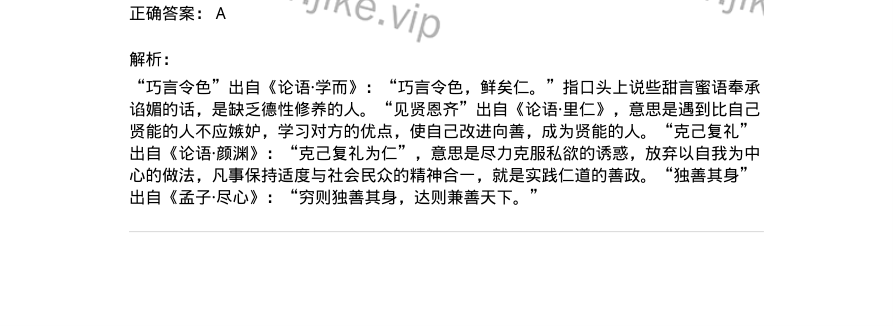 正确答案： A
jike.vip
解析：
“巧言令色”出自《论语·学而》：“巧言令色，鲜矣仁。”指口头上说些甜言蜜语奉承
谄媚的话，是缺乏德性修养的人。“见贤恩齐”出自《论语·里仁》，意思是遇到比自己
贤能的人不应嫉妒，学习对方的优点，使自己改进向善，成为贤能的人。“克己复礼”
出自《论语·颜渊》：“克己复礼为仁”，意思是尽力克服私欲的诱惑，放弃以自我为中
心的做法，凡事保持适度与社会民众的精神合一，就是实践仁道的善政。“独善其身”
出自《孟子·尽心》：“穷则独善其身，达则兼善天下。”